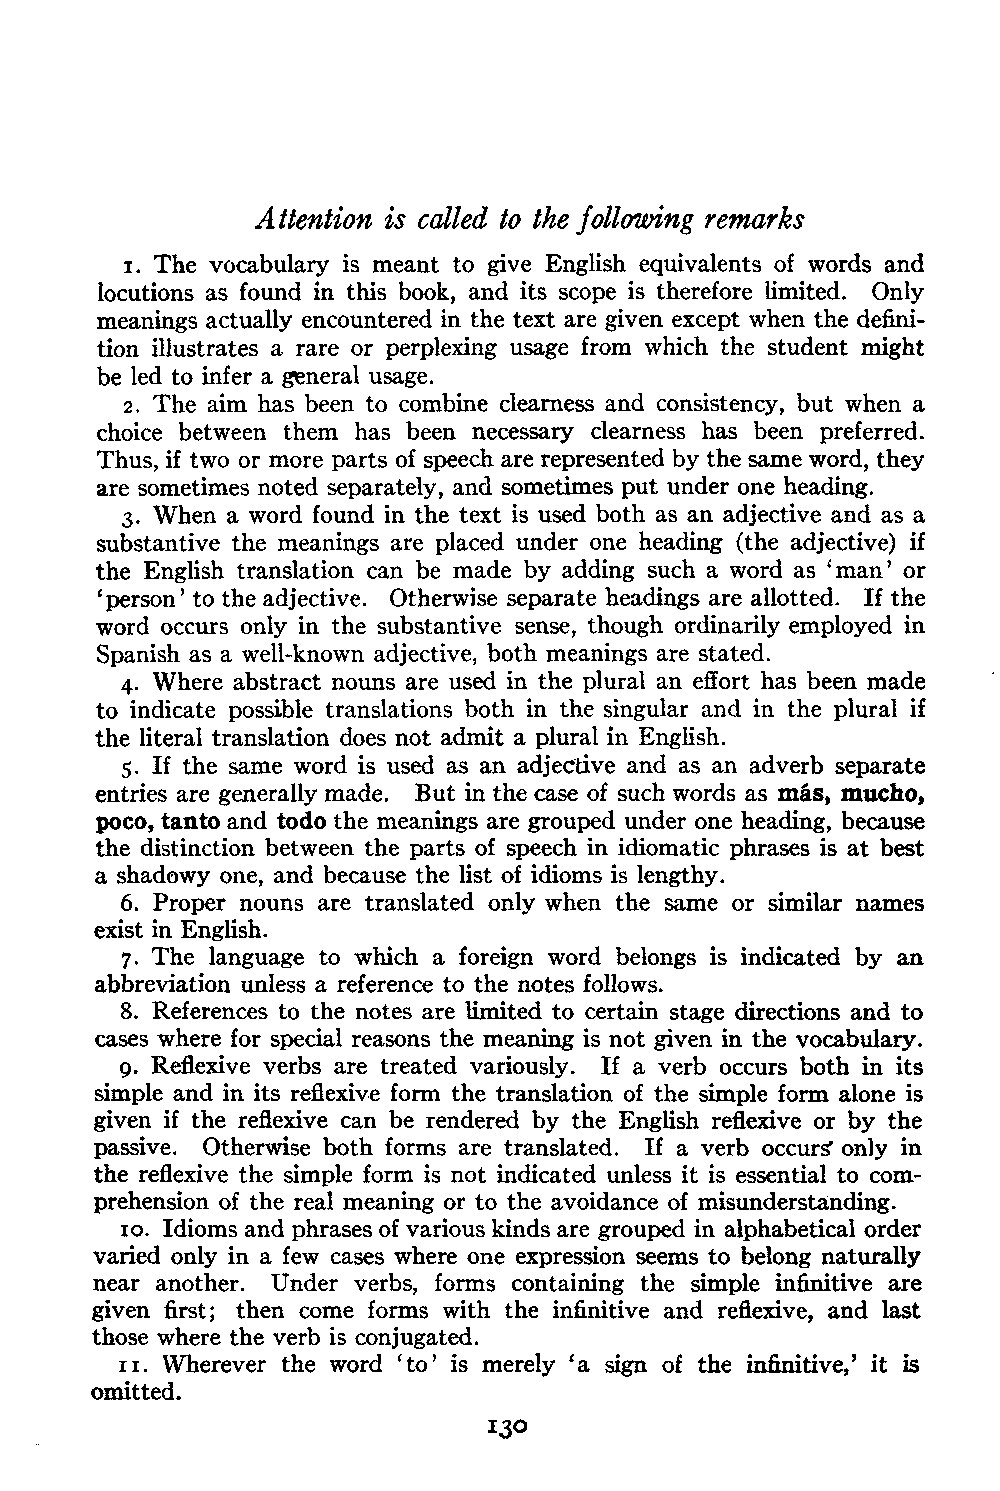 Attention is called to the following remarks
1. The vocabulary is meant to give English equivalents of words and
locutions as found in this book, and its scope is therefore limited. Only
meanings actually encountered in the text are given except when the defini-
tion illustrates a rare or perplexing usage from which the student might
be led to infer a general usage.
2. The aim has been to combine clearness and consistency, but when a
choice between them has been necessary clearness has been preferred.
Thus, if two or more parts of speech are represented by the same word, they
are sometimes noted separately, and sometimes put under one heading.
3. When a word found in the text is used both as an adjective and as a
substantive the meanings are placed under one heading (the adjective) if
the English translation can be made by adding such a word as ‘man’ or
‘person’ to the adjective. Otherwise separate headings are allotted. If the
word occurs only in the substantive sense, though ordinarily employed in
Spanish as a well-known adjective, both meanings are stated.
4. Where abstract nouns are used in the plural an effort has been made
to indicate possible translations both in the singular and in the plural if
the literal translation does not admit a plural in English.
5. If the same word is used as an adjective and as an adverb separate
entries are generally made. But in the case of such words as más, mucho,
poco, tanto and todo the meanings are grouped under one heading, because
the distinction between the parts of speech in idiomatic phrases is at best
a shadowy one, and because the list of idioms is lengthy.
6. Proper nouns are translated only when the same or similar names
exist in English.
7. The language to which a foreign word belongs is indicated by an
abbreviation unless a reference to the notes follows.
8. References to the notes are limited to certain stage directions and to
cases where for special reasons the meaning is not given in the vocabulary.
9. Reflexive verbs are treated variously. If a verb occurs both in its
simple and in its reflexive form the translation of the simple form alone is
given if the reflexive can be rendered by the English reflexive or by the
passive. Otherwise both forms are translated. If a verb occurs only in
the reflexive the simple form is not indicated unless it is essential to com-
prehension of the real meaning or to the avoidance of misunderstanding.
10. Idioms and phrases of various kinds are grouped in alphabetical order
varied only in a few cases where one expression seems to belong naturally
near another. Under verbs, forms containing the simple infinitive are
given first; then come forms with the infinitive and reflexive, and last
those where the verb is conjugated.
11. Wherever the word ‘to’ is merely ‘a sign of the infinitive,’ it is
omitted.
130